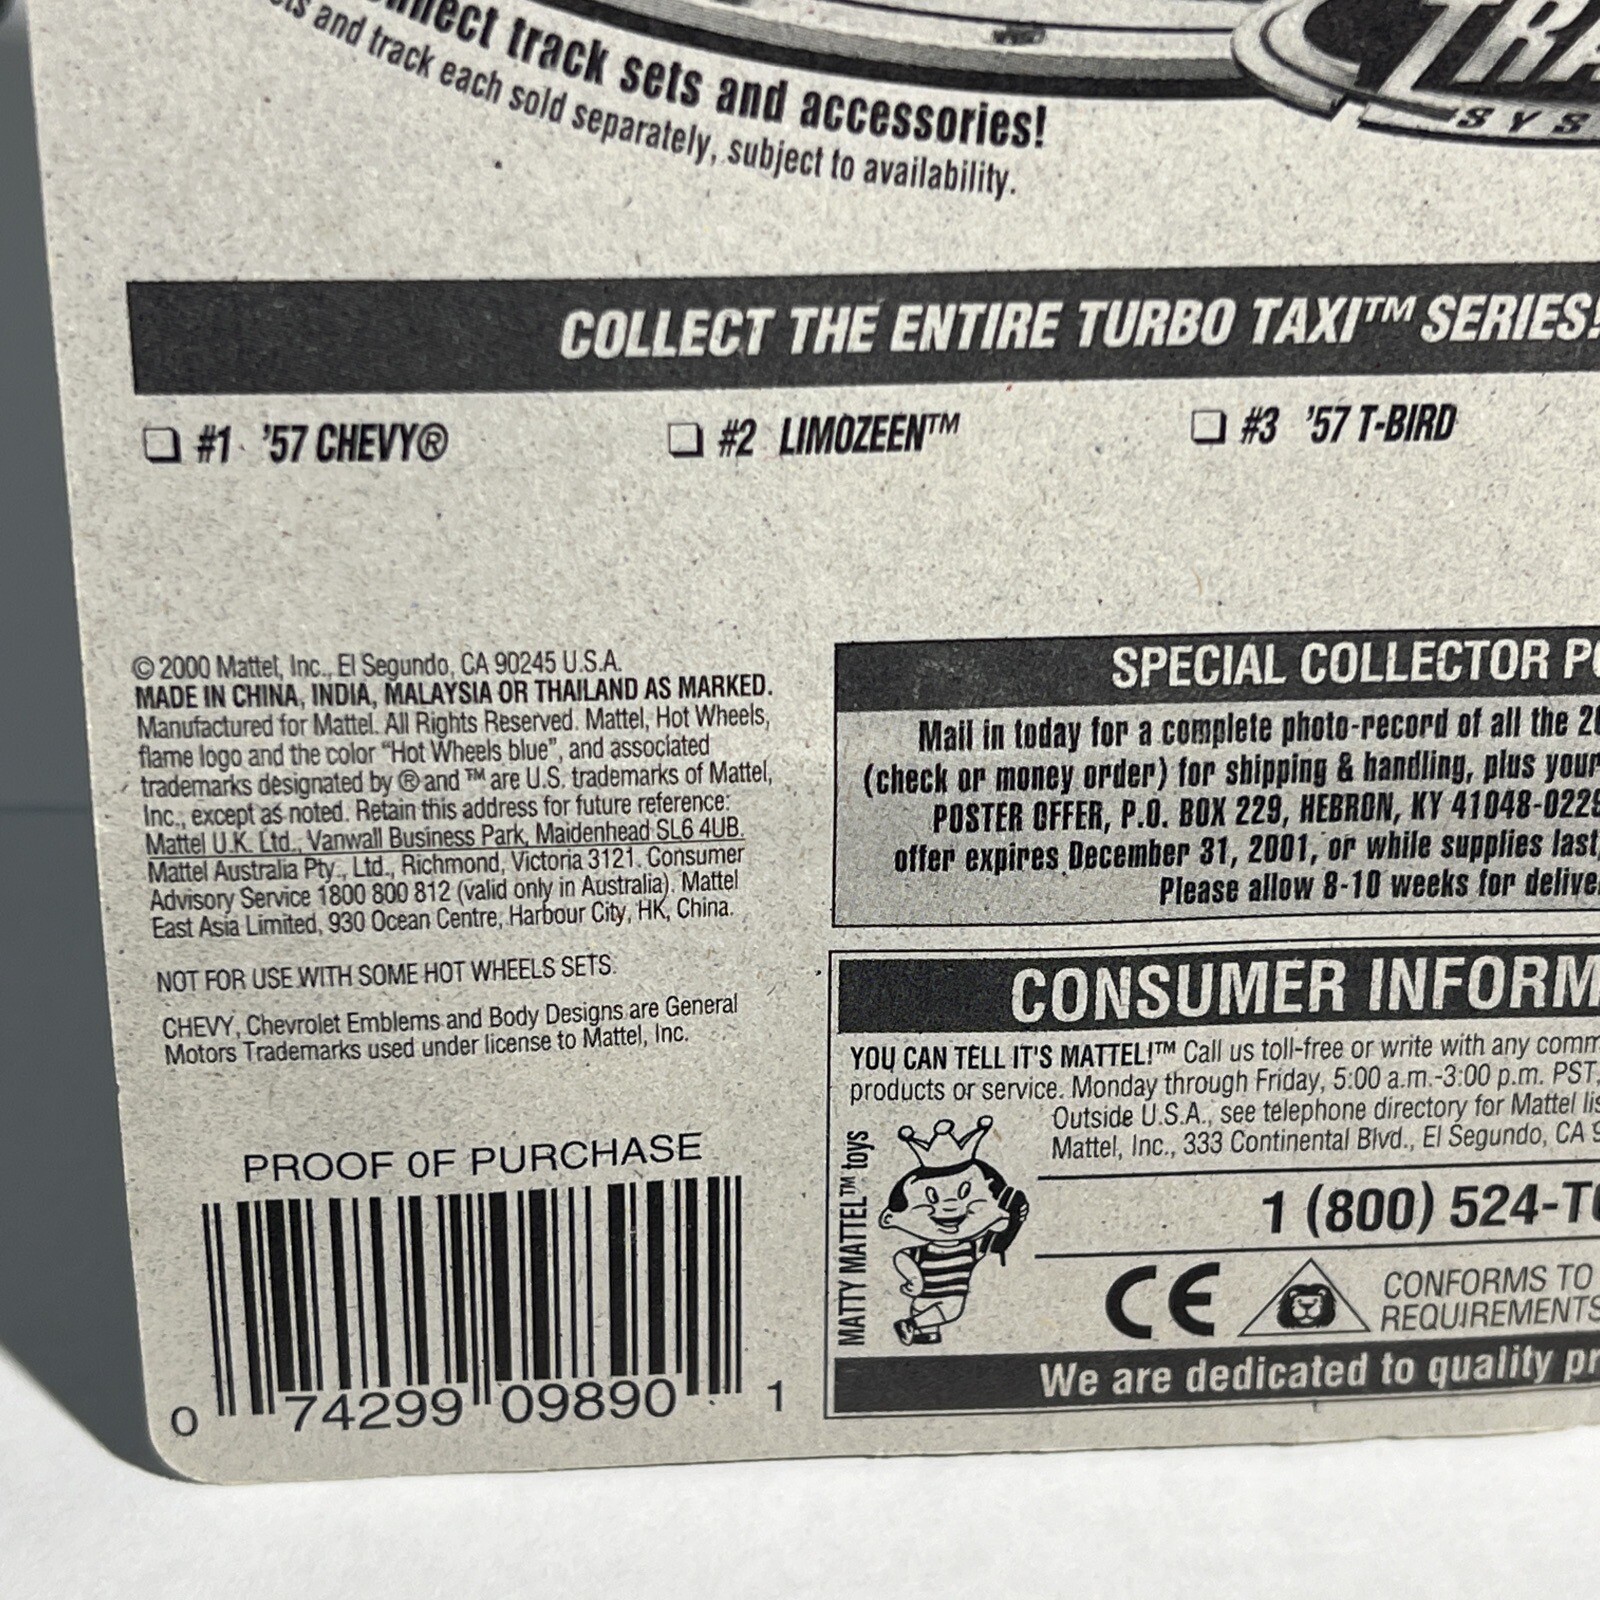 track sets and accessories!
and track each sold separately, subject to availability.
SYS
COLLECT THE ENTIRE TURBO TAXI™ SERIES!
#1 '57 CHEVY®
#2 LIMOZEEN™
#3 '57 T-BIRD
© 2000 Mattel, Inc., El Segundo, CA 90245 U.S.A.
MADE IN CHINA, INDIA, MALAYSIA OR THAILAND AS MARKED.
Manufactured for Mattel. All Rights Reserved. Mattel, Hot Wheels,
flame logo and the color "Hot Wheels blue", and associated
trademarks designated by ® and ™ are U.S. trademarks of Mattel,
Inc., except as noted. Retain this address for future reference:
Mattel U.K. Ltd., Vanwall Business Park, Maidenhead SL6 4UB.
Mattel Australia Pty., Ltd., Richmond, Victoria 3121. Consumer
Advisory Service 1800 800 812 (valid only in Australia). Mattel
East Asia Limited, 930 Ocean Centre, Harbour City, HK, China.
NOT FOR USE WITH SOME HOT WHEELS SETS.
CHEVY, Chevrolet Emblems and Body Designs are General
Motors Trademarks used under license to Mattel, Inc.
PROOF OF PURCHASE
0 74299 09890 1
SPECIAL COLLECTOR
Mail in today for a complete photo-record of all the
(check or money order) for shipping & handling, plus your
POSTER OFFER, P.O. BOX 229, HEBRON, KY 41048-0229
offer expires December 31, 2001, or while supplies last,
Please allow 8-10 weeks for
CONSUMER INFORM
YOU CAN TELL IT'S MATTEL!™ Call us toll-free or write with any comm
products or service. Monday through Friday, 5:00 a.m.-3:00 p.m. PST,
Outside U.S.A., see telephone directory for Mattel
Mattel, Inc., 333 Continental Blvd., El Segundo, CA
MATTY MATTEL™ toys
1 (800) 524-T
CE
CONFORMS TO
REQUIREMENTS
We are dedicated to quality